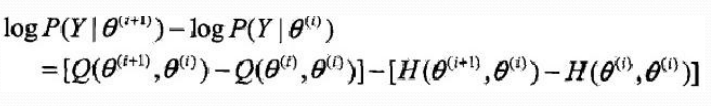 log P(Y | θ^(i+1)) − log P(Y | θ^(i))
= [Q(θ^(i+1), θ^(i)) − Q(θ^(i), θ^(i))] − [H(θ^(i+1), θ^(i)) − H(θ^(i), θ^(i))]